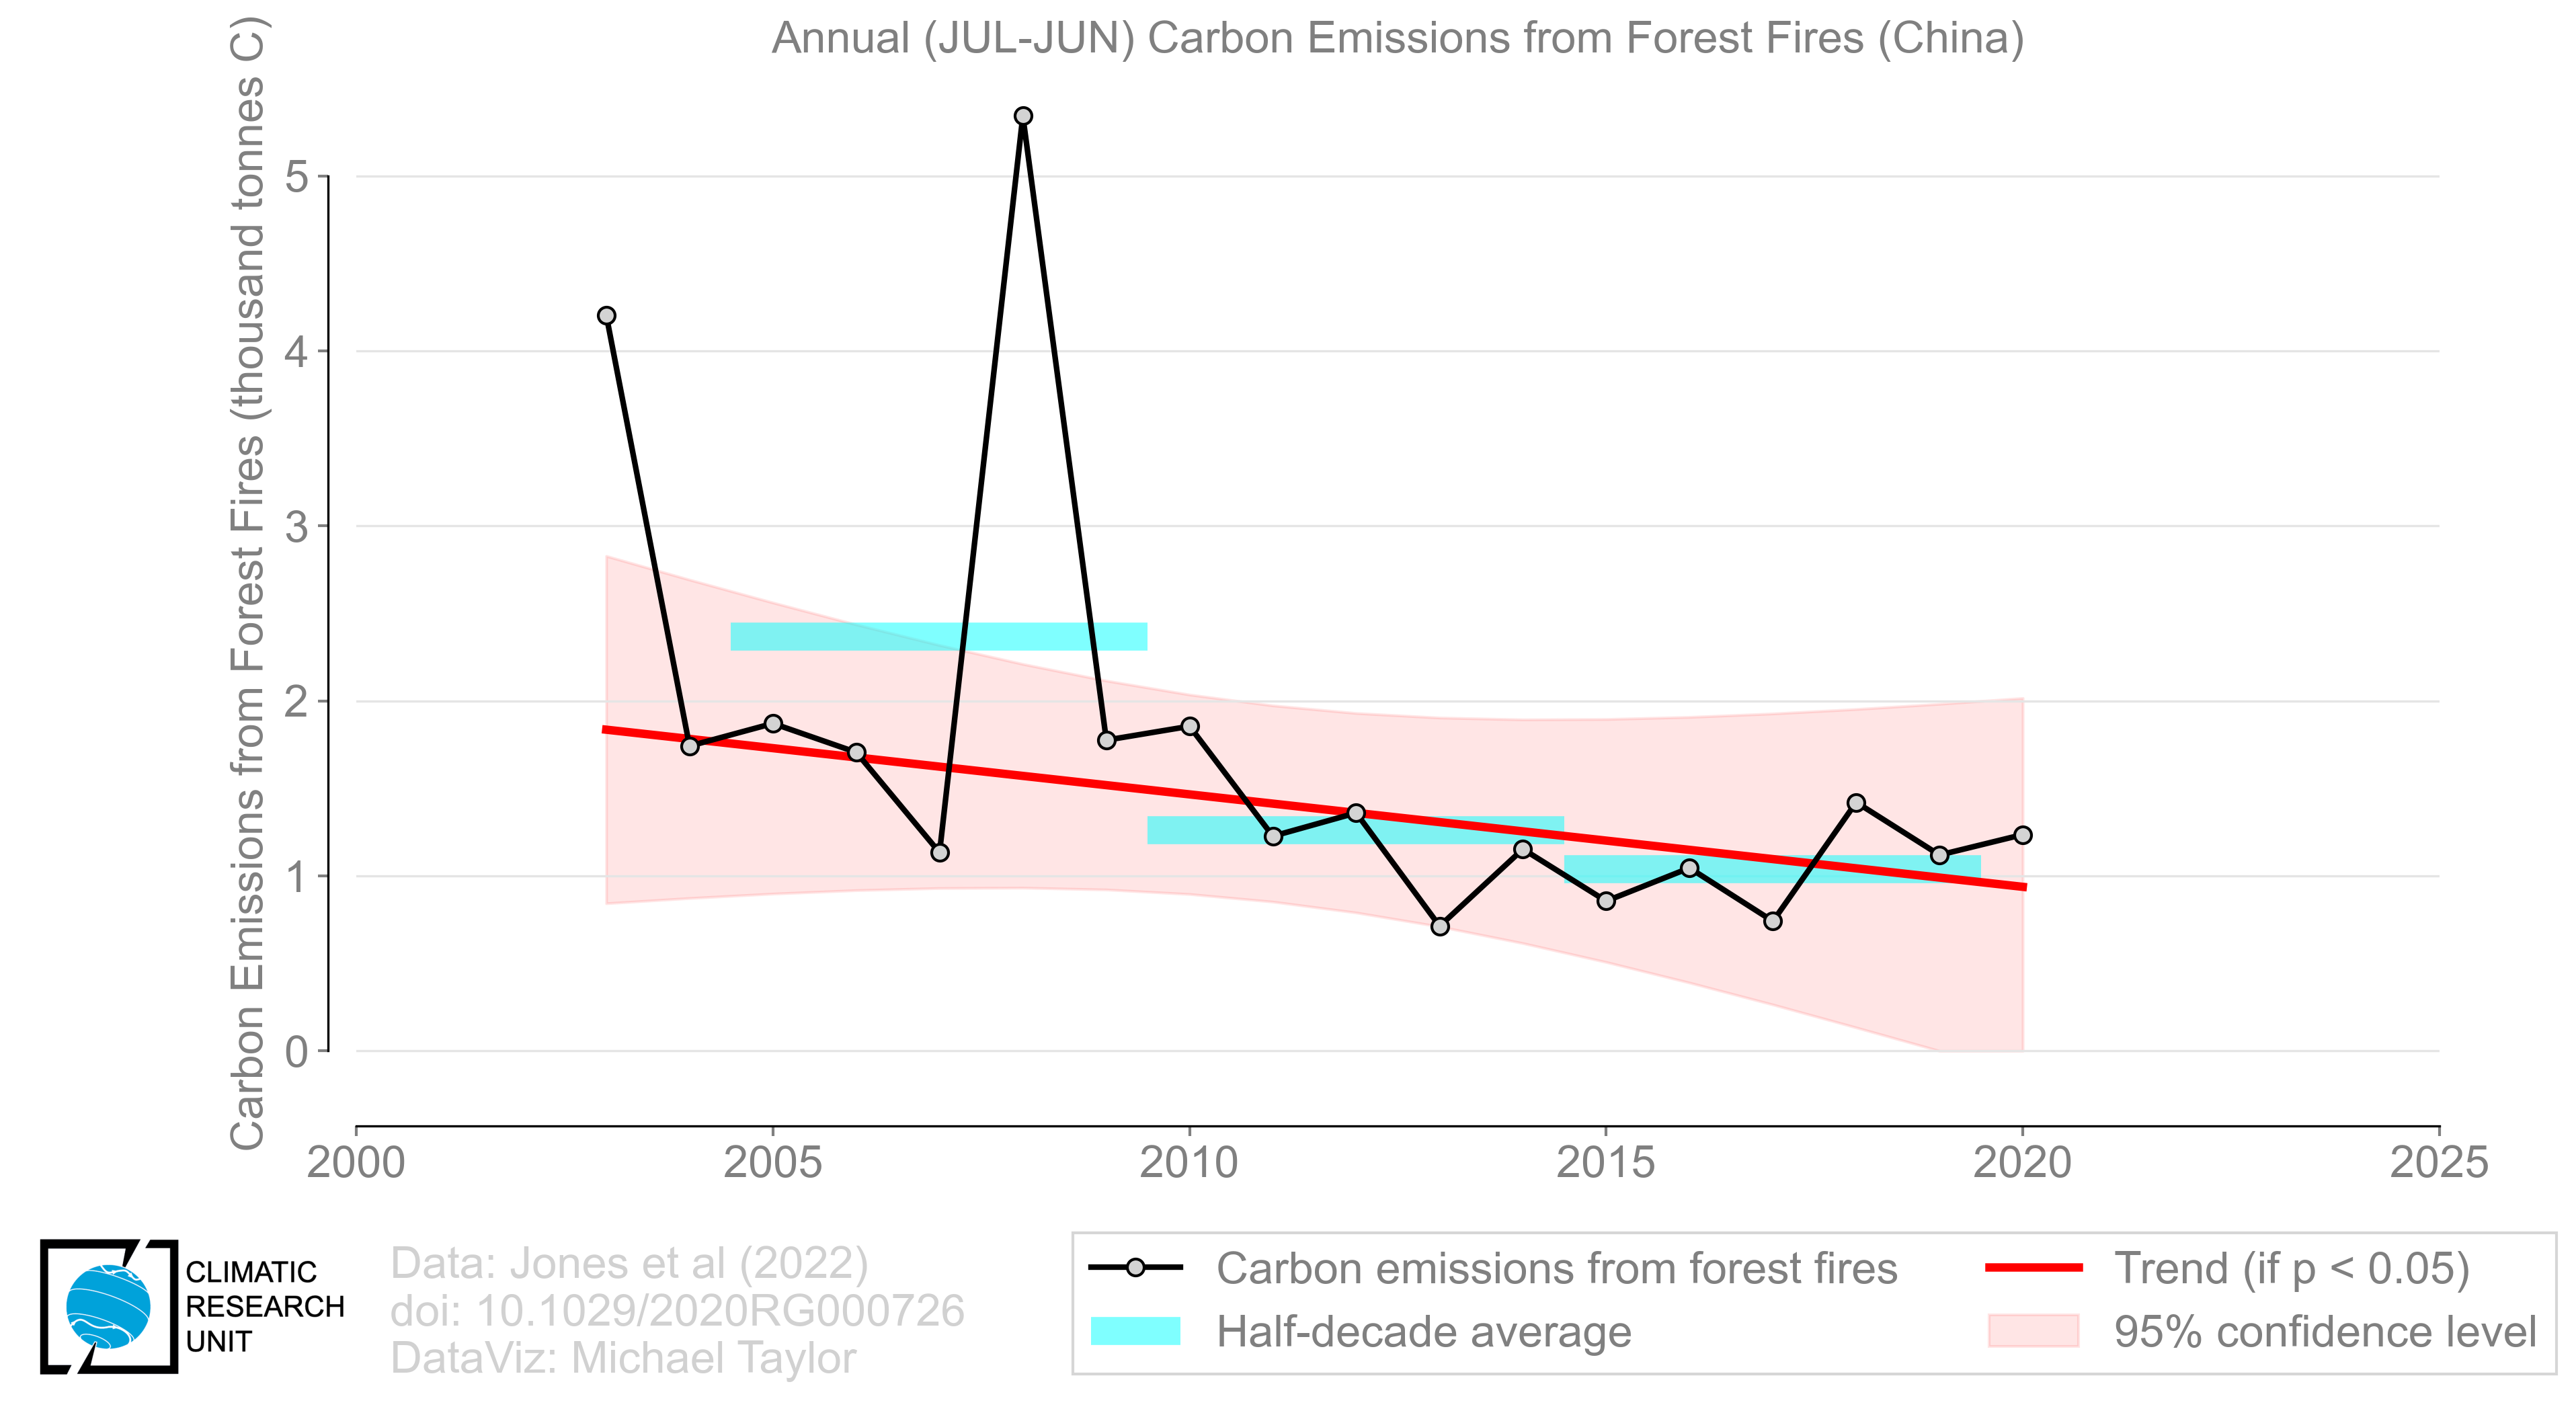 Annual (JUL-JUN) Carbon Emissions from Forest Fires (China)
Carbon Emissions from Forest Fires (thousand tonnes C)
5
4
3
2
1
0
2000 2005 2010 2015 2020 2025
CLIMATIC
RESEARCH
UNIT
Data: Jones et al (2022)
doi: 10.1029/2020RG000726
DataViz: Michael Taylor
Carbon emissions from forest fires
Half-decade average
Trend (if p < 0.05)
95% confidence level